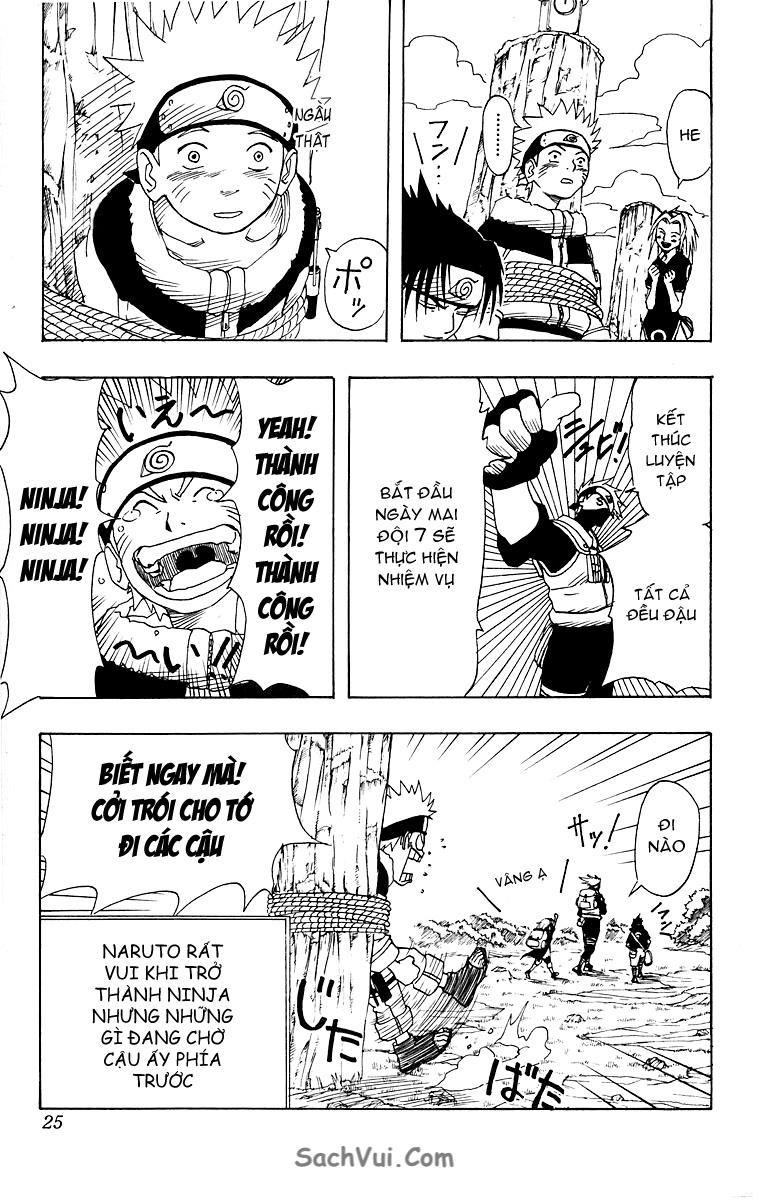 HE
………
フン…
NGẦU
THẬT
ポッ
KẾT
THÚC
LUYỆN
TẬP
TẤT CẢ
ĐỀU ĐẬU
BẮT ĐẦU
NGÀY MAI
ĐỘI 7 SẼ
THỰC HIỆN
NHIỆM VỤ
YEAH!
THÀNH
CÔNG
RỒI!
THÀNH
CÔNG
RỒI!
いえ〜
〜いい!!
NINJA!
NINJA!
NINJA!
ĐI
NÀO
ザッ!
VÂNG Ạ
BIẾT NGAY MÀ!
CỞI TRÓI CHO TỚ
ĐI CÁC CẬU
じた
ばた
NARUTO RẤT
VUI KHI TRỞ
THÀNH NINJA
NHƯNG NHỮNG
GÌ ĐANG CHỜ
CẬU ẤY PHÍA
TRƯỚC
25
SachVui.Com